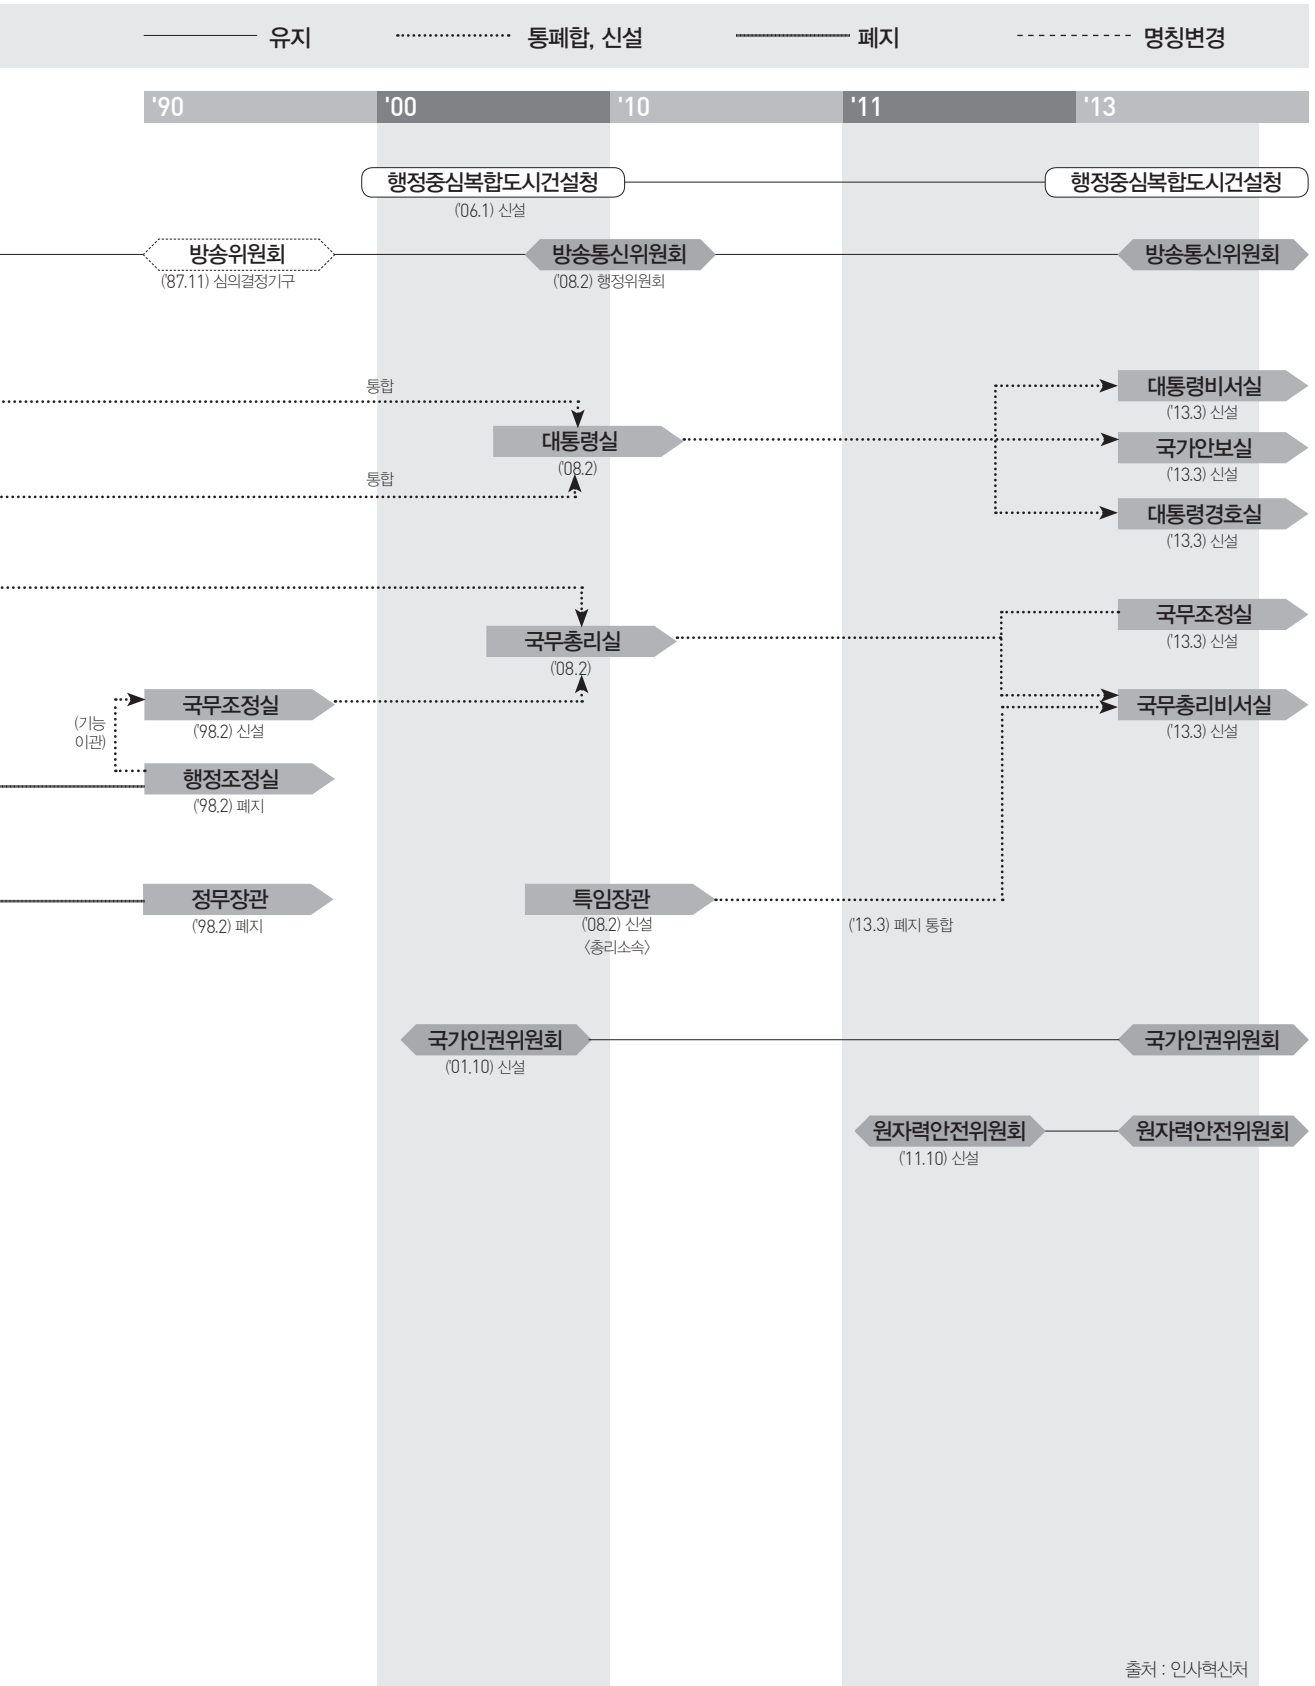 유지 통폐합, 신설 폐지 명칭변경
'90 '00 '10 '11 '13
행정중심복합도시건설청 행정중심복합도시건설청
('06.1) 신설
방송위원회 방송통신위원회 방송통신위원회
('87.11) 심의결정기구 ('08.2) 행정위원회
통합 대통령비서실
('13.3) 신설
대통령실 국가안보실
('08.2) ('13.3) 신설
통합
대통령경호실
('13.3) 신설
국무조정실
국무총리실 ('13.3) 신설
('08.2)
국무조정실 국무총리비서실
('98.2) 신설 ('13.3) 신설
(기능
이관)
행정조정실
('98.2) 폐지
정무장관 특임장관
('98.2) 폐지 ('08.2) 신설 ('13.3) 폐지 통합
〈총리소속〉
국가인권위원회 국가인권위원회
('01.10) 신설
원자력안전위원회 원자력안전위원회
('11.10) 신설
출처 : 인사혁신처